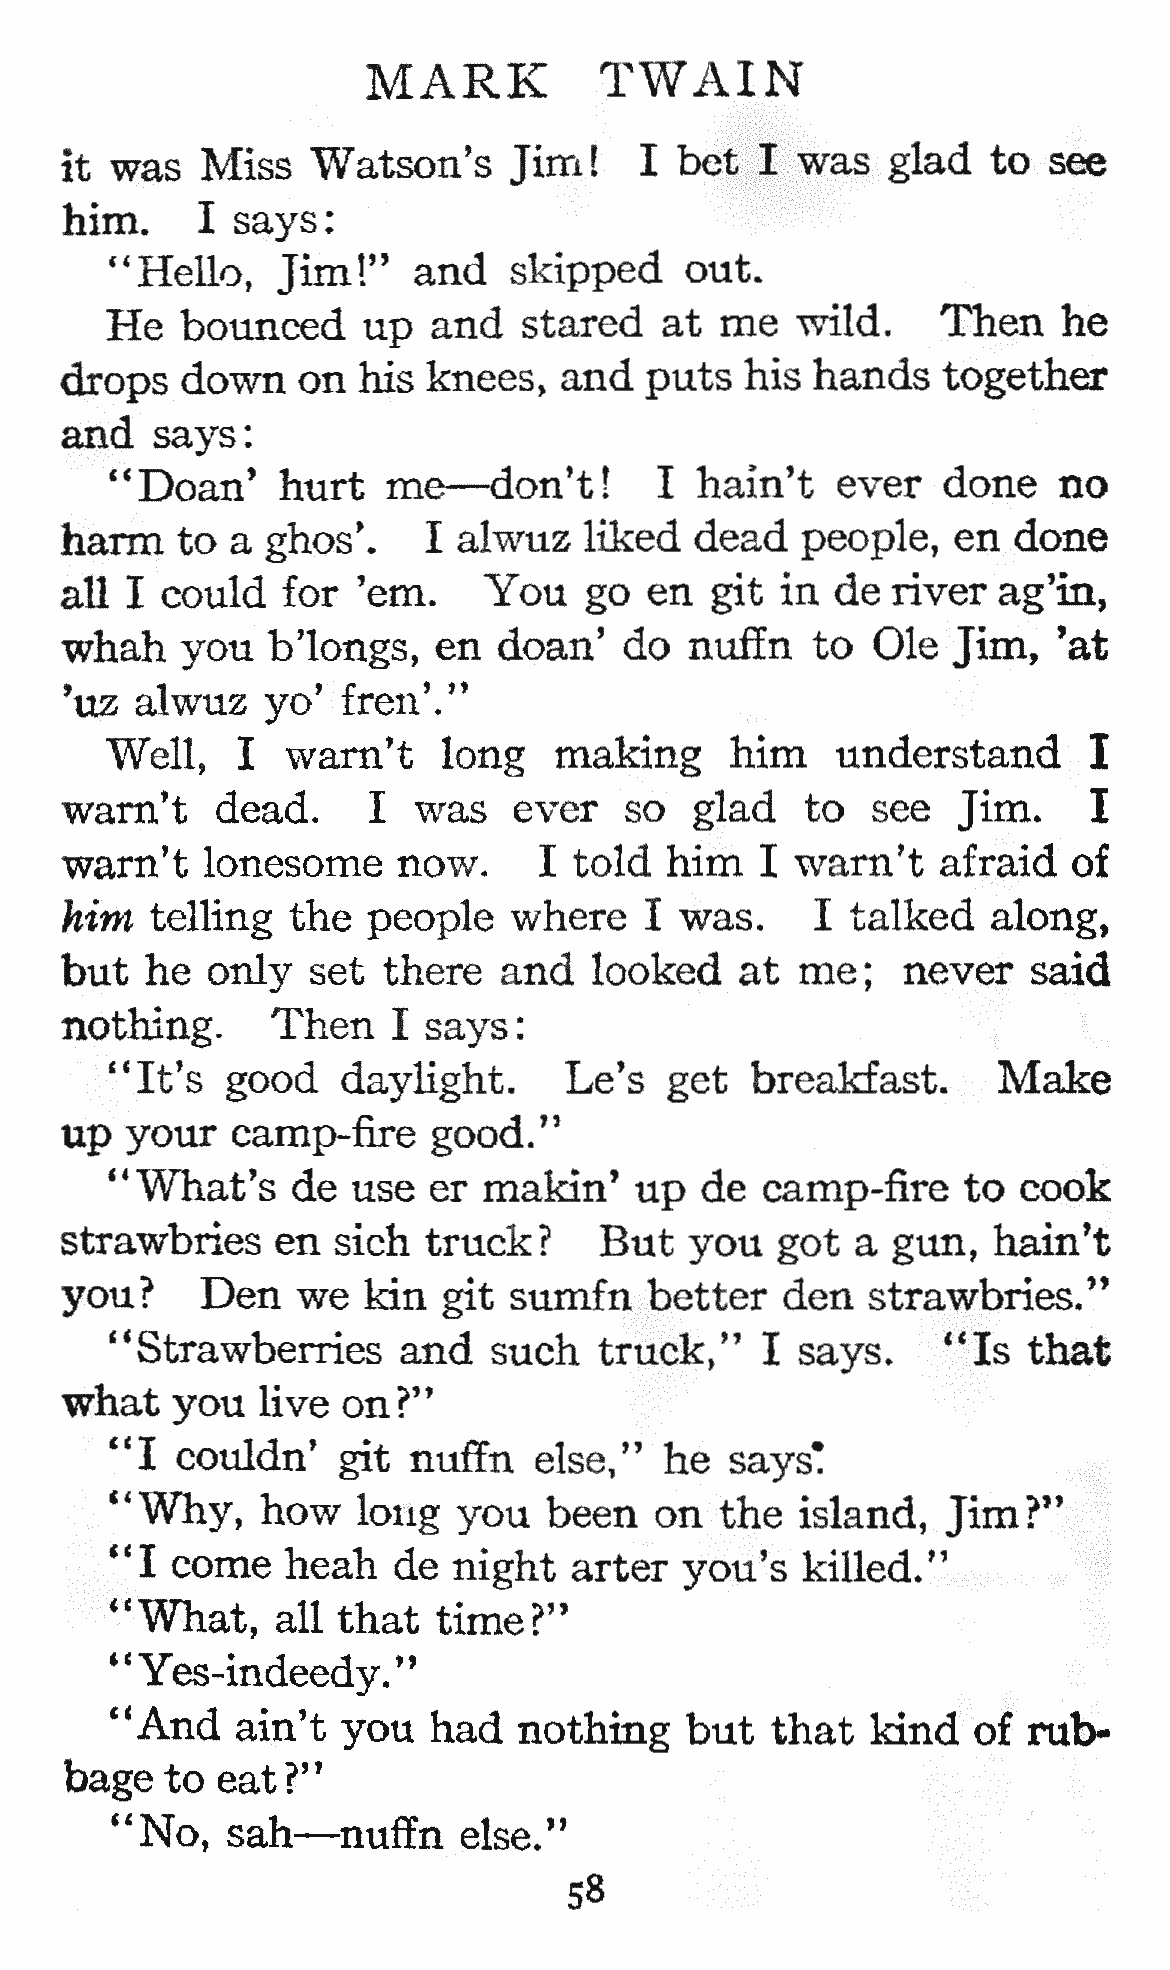 MARK TWAIN
it was Miss Watson's Jim! I bet I was glad to see
him. I says:
"Hello, Jim!" and skipped out.
He bounced up and stared at me wild. Then he
drops down on his knees, and puts his hands together
and says:
"Doan' hurt me—don't! I hain't ever done no
harm to a ghos'. I alwuz liked dead people, en done
all I could for 'em. You go en git in de river ag'in,
whah you b'longs, en doan' do nuffn to Ole Jim, 'at
'uz alwuz yo' fren'."
Well, I warn't long making him understand I
warn't dead. I was ever so glad to see Jim. I
warn't lonesome now. I told him I warn't afraid of
him telling the people where I was. I talked along,
but he only set there and looked at me; never said
nothing. Then I says:
"It's good daylight. Le's get breakfast. Make
up your camp-fire good."
"What's de use er makin' up de camp-fire to cook
strawbries en sich truck? But you got a gun, hain't
you? Den we kin git sumfn better den strawbries."
"Strawberries and such truck," I says. "Is that
what you live on?"
"I couldn' git nuffn else," he says.
"Why, how long you been on the island, Jim?"
"I come heah de night arter you's killed."
"What, all that time?"
"Yes-indeedy."
"And ain't you had nothing but that kind of rub-
bage to eat?"
"No, sah—nuffn else."
58